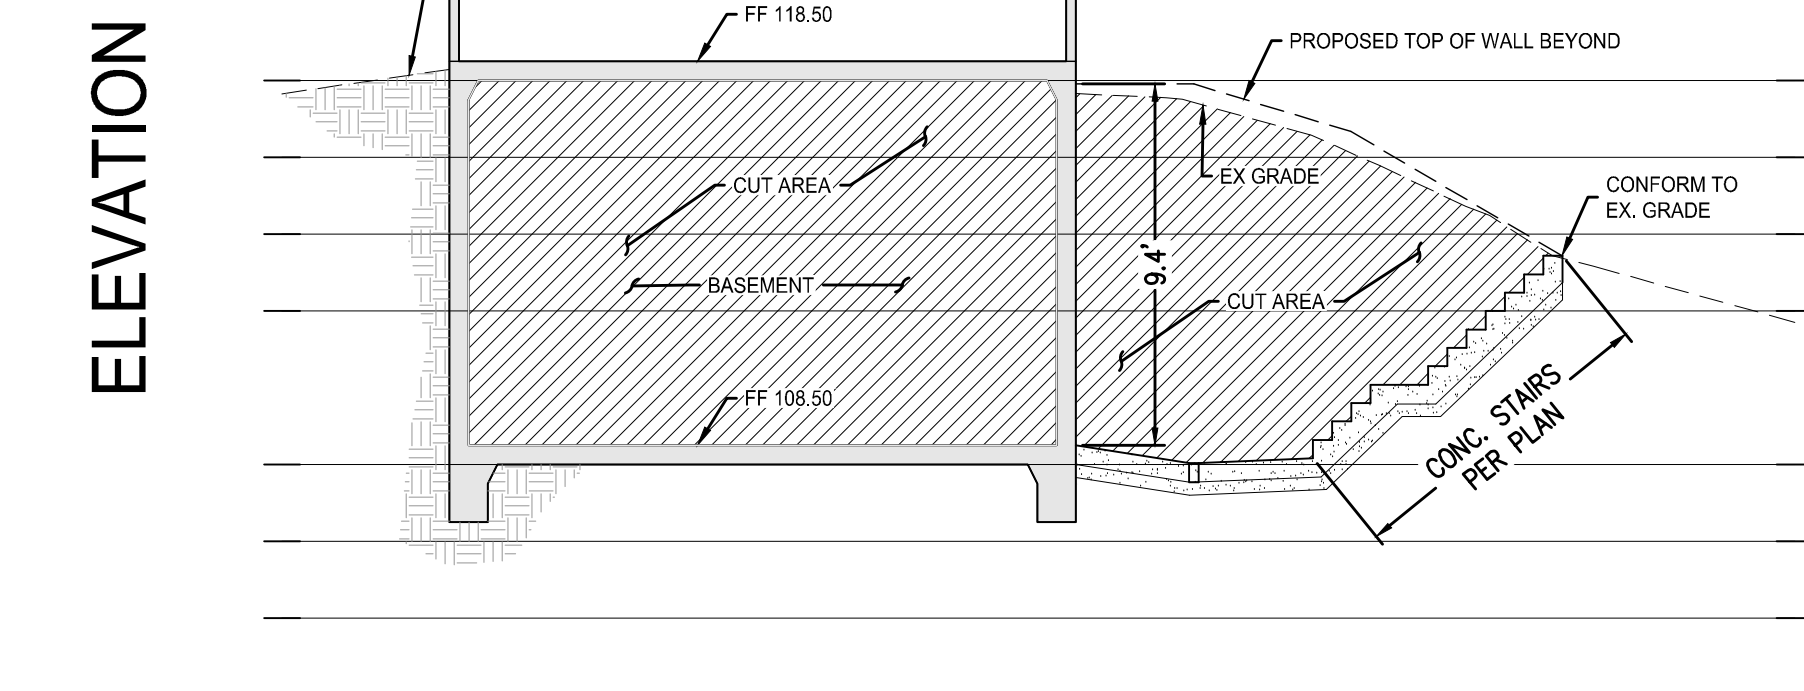 ELEVATION
FF 118.50
PROPOSED TOP OF WALL BEYOND
EX GRADE
CONFORM TO
EX. GRADE
CUT AREA
9.4'
BASEMENT
CUT AREA
FF 108.50
CONC. STAIRS
PER PLAN